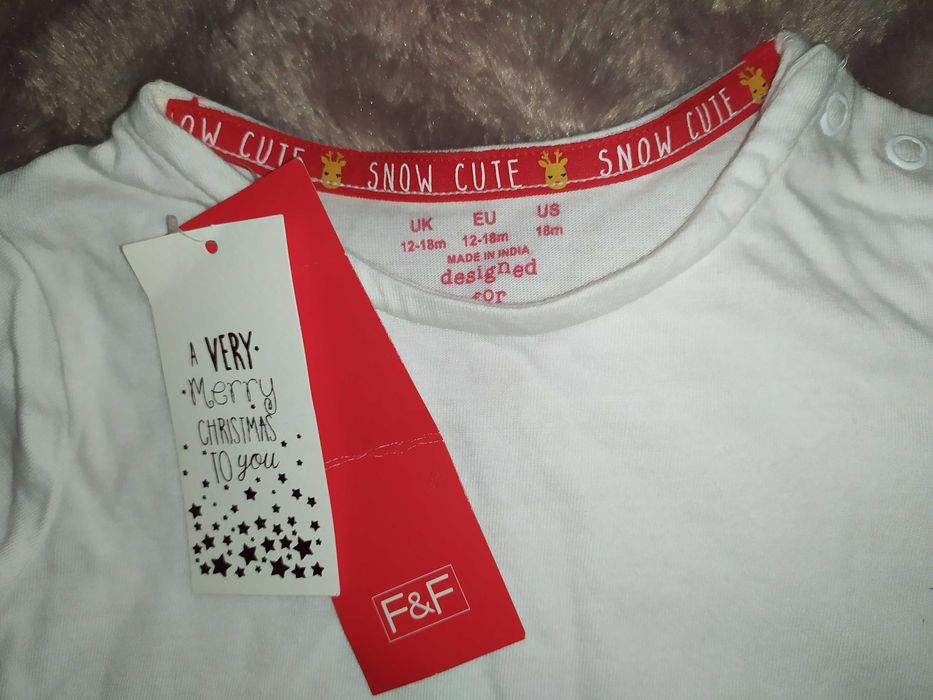 OW CUTE SNOW CUTE SNOW CUTE
UK EU US
12-18m 12-18m 18m
MADE IN INDIA
designed
for
A VERY
Merry
CHRISTMAS
TO you
F&F